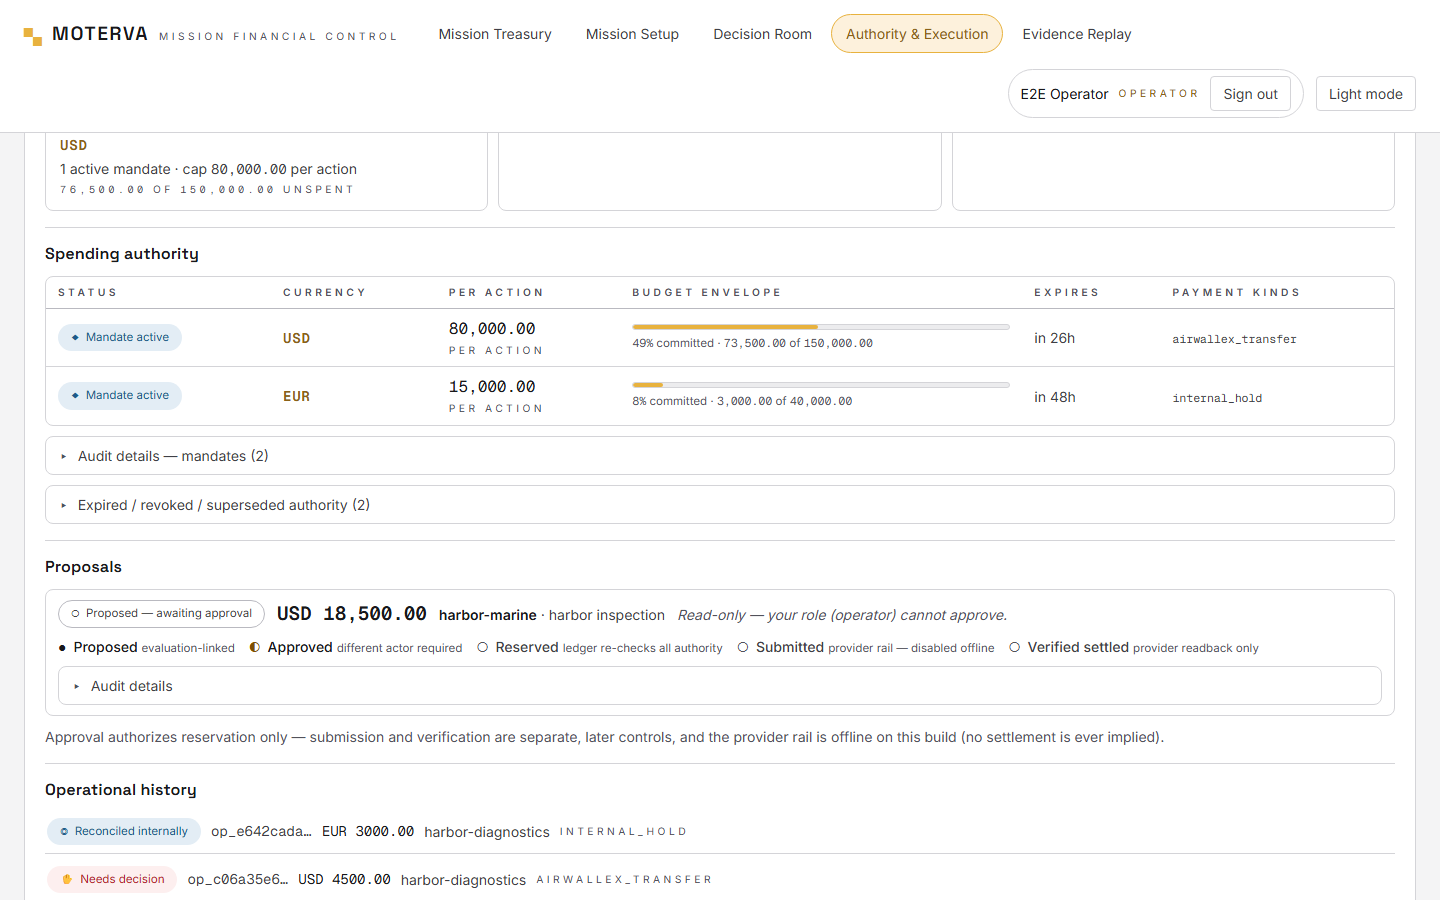 MOTERVA MISSION FINANCIAL CONTROL Mission Treasury Mission Setup Decision Room Authority & Execution Evidence Replay
E2E Operator OPERATOR Sign out Light mode
USD
1 active mandate · cap 80,000.00 per action
76,500.00 OF 150,000.00 UNSPENT
Spending authority
STATUS CURRENCY PER ACTION BUDGET ENVELOPE EXPIRES PAYMENT KINDS
Mandate active USD 80,000.00 PER ACTION 49% committed · 73,500.00 of 150,000.00 in 26h airwallex_transfer
Mandate active EUR 15,000.00 PER ACTION 8% committed · 3,000.00 of 40,000.00 in 48h internal_hold
Audit details — mandates (2)
Expired / revoked / superseded authority (2)
Proposals
Proposed — awaiting approval USD 18,500.00 harbor-marine · harbor inspection Read-only — your role (operator) cannot approve.
Proposed evaluation-linked Approved different actor required Reserved ledger re-checks all authority Submitted provider rail — disabled offline Verified settled provider readback only
Audit details
Approval authorizes reservation only — submission and verification are separate, later controls, and the provider rail is offline on this build (no settlement is ever implied).
Operational history
Reconciled internally op_e642cada… EUR 3000.00 harbor-diagnostics INTERNAL_HOLD
Needs decision op_c06a35e6… USD 4500.00 harbor-diagnostics AIRWALLEX_TRANSFER